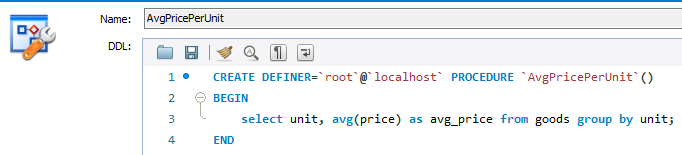 Name: AvgPricePerUnit
DDL:
1 CREATE DEFINER=`root`@`localhost` PROCEDURE `AvgPricePerUnit`()
2 BEGIN
3 select unit, avg(price) as avg_price from goods group by unit;
4 END